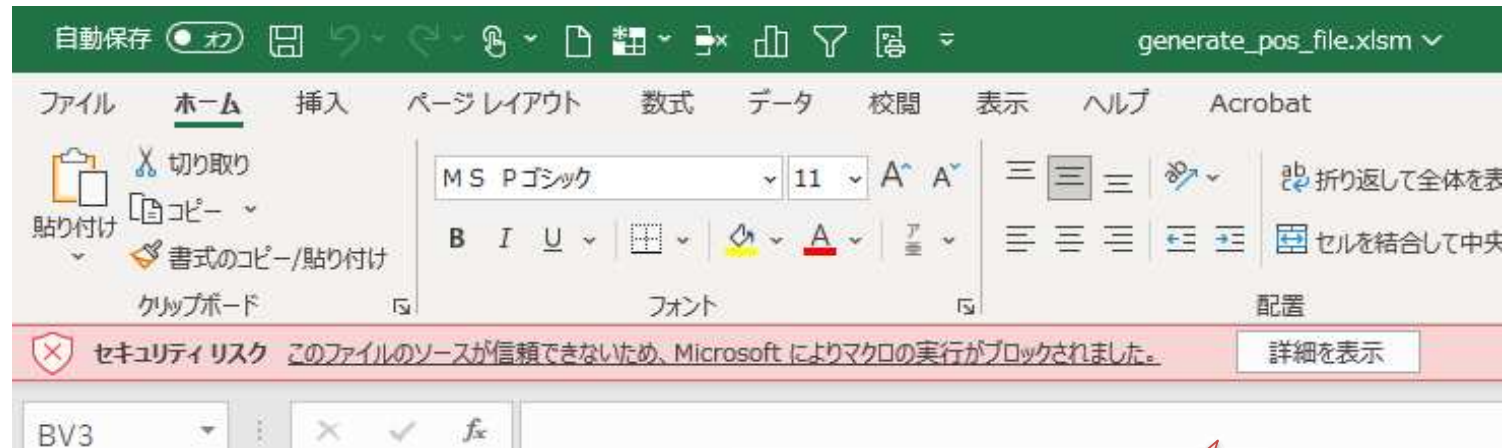 自動保存 オフ generate_pos_file.xlsm
ファイル ホーム 挿入 ページ レイアウト 数式 データ 校閲 表示 ヘルプ Acrobat
切り取り
コピー
書式のコピー/貼り付け
貼り付け
クリップボード
ＭＳ Ｐゴシック 11 A A
B I U A ア亜
フォント
ab 折り返して全体を表
セルを結合して中央
配置
セキュリティ リスク このファイルのソースが信頼できないため、Microsoft によりマクロの実行がブロックされました。 詳細を表示
BV3 fx